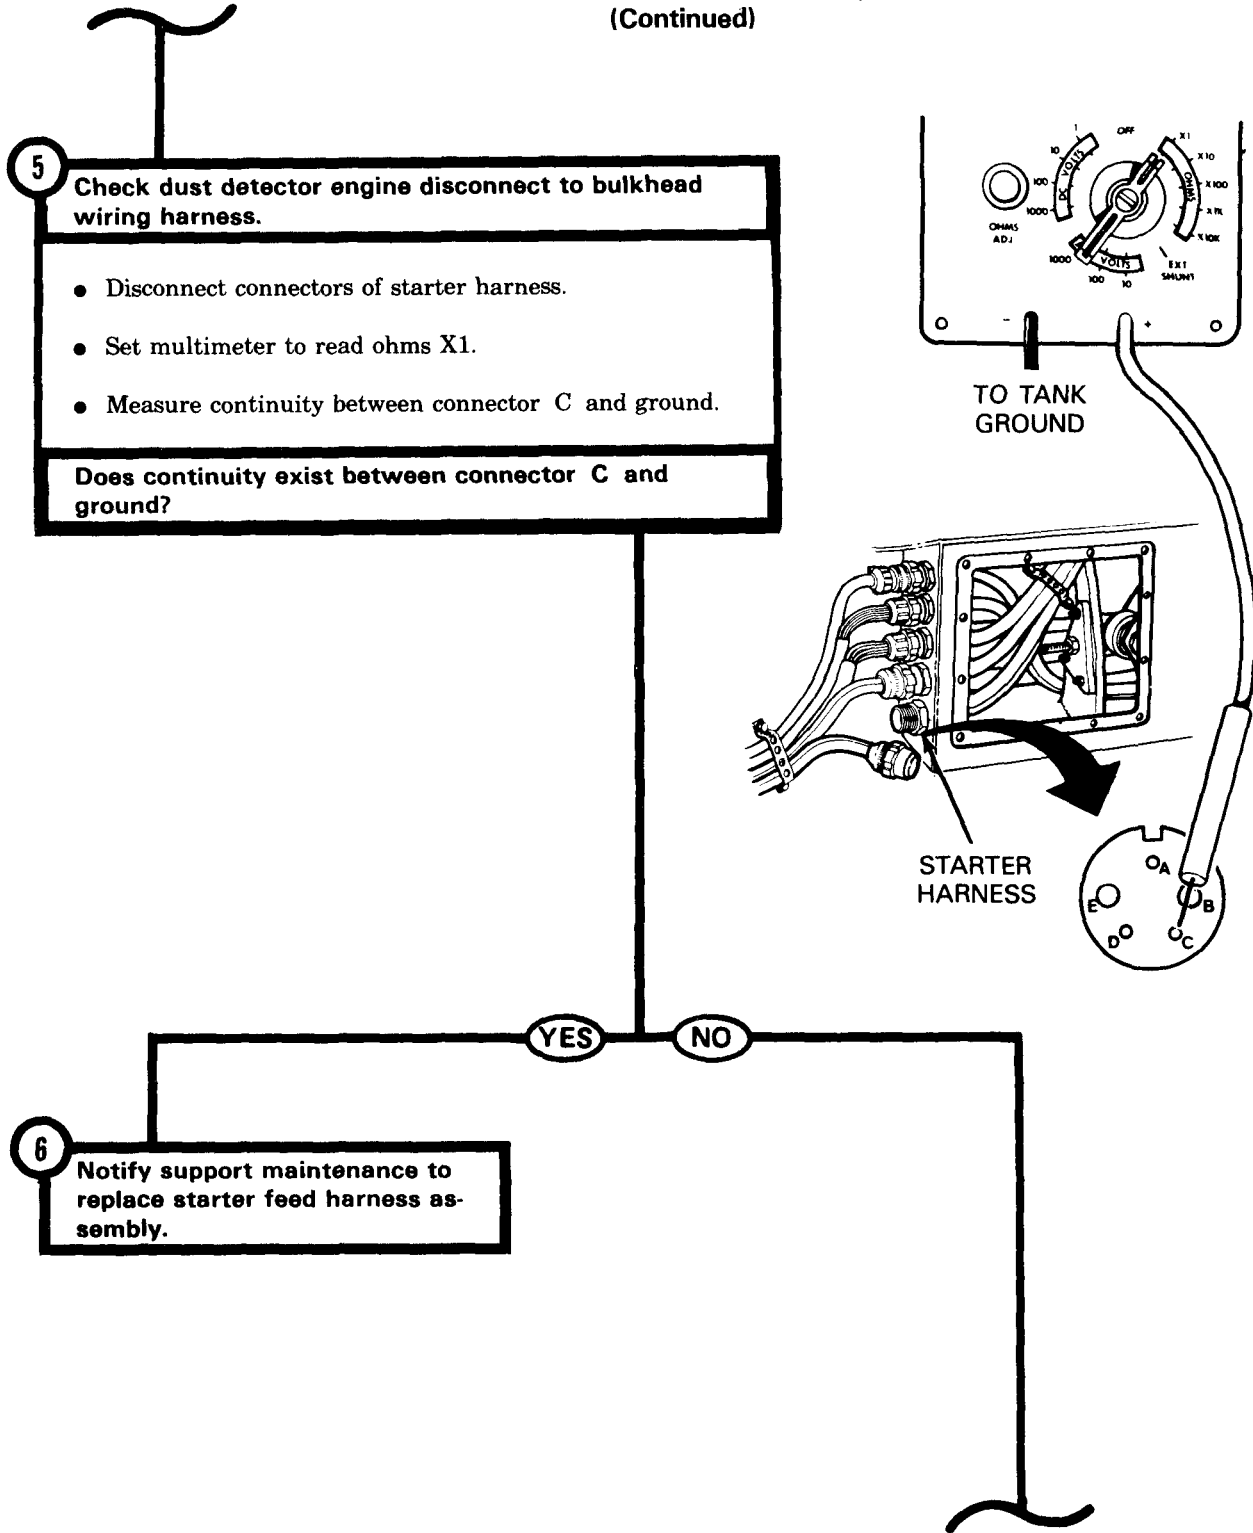 (Continued)
5
Check dust detector engine disconnect to bulkhead
wiring harness.
● Disconnect connectors of starter harness.
● Set multimeter to read ohms X1.
● Measure continuity between connector C and ground.
Does continuity exist between connector C and
ground?
OFF
1
10
100
1000
DC VOLTS
X1
X10
X100
X1K
X10K
OHMS
OHMS
ADJ
1000
100
10
VOLTS
EXT
SHUNT
-
+
TO TANK
GROUND
STARTER
HARNESS
A
B
C
D
E
YES
NO
6
Notify support maintenance to
replace starter feed harness as-
sembly.